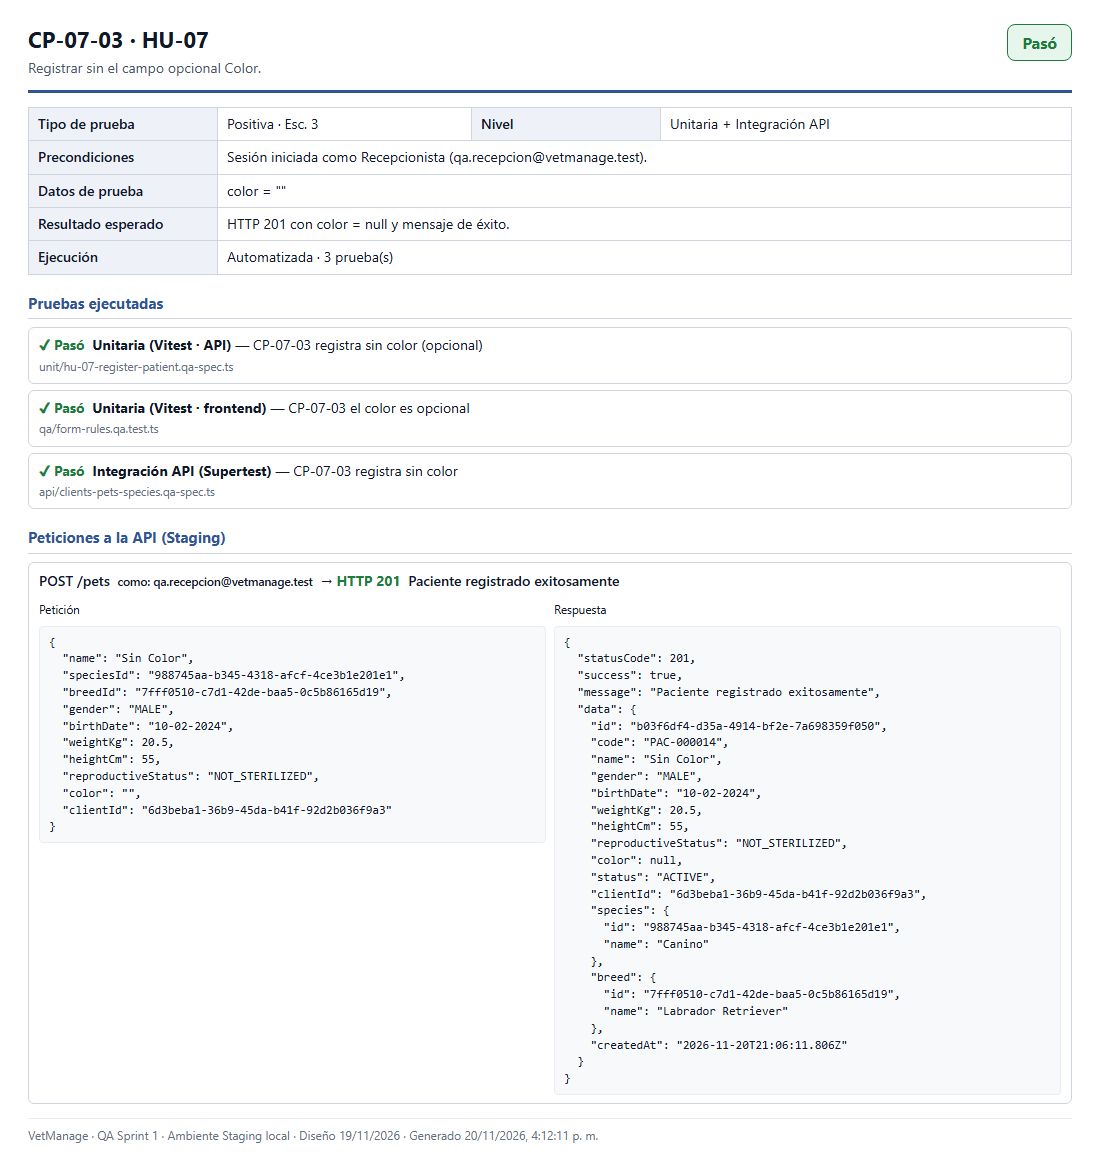 CP-07-03 · HU-07
Pasó
Registrar sin el campo opcional Color.
Tipo de prueba Positiva · Esc. 3 Nivel Unitaria + Integración API
Precondiciones Sesión iniciada como Recepcionista (qa.recepcion@vetmanage.test).
Datos de prueba color = ""
Resultado esperado HTTP 201 con color = null y mensaje de éxito.
Ejecución Automatizada · 3 prueba(s)
Pruebas ejecutadas
✓ Pasó Unitaria (Vitest · API) — CP-07-03 registra sin color (opcional)
unit/hu-07-register-patient.qa-spec.ts
✓ Pasó Unitaria (Vitest · frontend) — CP-07-03 el color es opcional
qa/form-rules.qa.test.ts
✓ Pasó Integración API (Supertest) — CP-07-03 registra sin color
api/clients-pets-species.qa-spec.ts
Peticiones a la API (Staging)
POST /pets como: qa.recepcion@vetmanage.test → HTTP 201 Paciente registrado exitosamente
Petición
{
"name": "Sin Color",
"speciesId": "988745aa-b345-4318-afcf-4ce3b1e201e1",
"breedId": "7fff0510-c7d1-42de-baa5-0c5b86165d19",
"gender": "MALE",
"birthDate": "10-02-2024",
"weightKg": 20.5,
"heightCm": 55,
"reproductiveStatus": "NOT_STERILIZED",
"color": "",
"clientId": "6d3beba1-36b9-45da-b41f-92d2b036f9a3"
}
Respuesta
{
"statusCode": 201,
"success": true,
"message": "Paciente registrado exitosamente",
"data": {
"id": "b03f6df4-d35a-4914-bf2e-7a698359f050",
"code": "PAC-000014",
"name": "Sin Color",
"gender": "MALE",
"birthDate": "10-02-2024",
"weightKg": 20.5,
"heightCm": 55,
"reproductiveStatus": "NOT_STERILIZED",
"color": null,
"status": "ACTIVE",
"clientId": "6d3beba1-36b9-45da-b41f-92d2b036f9a3",
"species": {
"id": "988745aa-b345-4318-afcf-4ce3b1e201e1",
"name": "Canino"
},
"breed": {
"id": "7fff0510-c7d1-42de-baa5-0c5b86165d19",
"name": "Labrador Retriever"
},
"createdAt": "2026-11-20T21:06:11.806Z"
}
}
VetManage · QA Sprint 1 · Ambiente Staging local · Diseño 19/11/2026 · Generado 20/11/2026, 4:12:11 p. m.